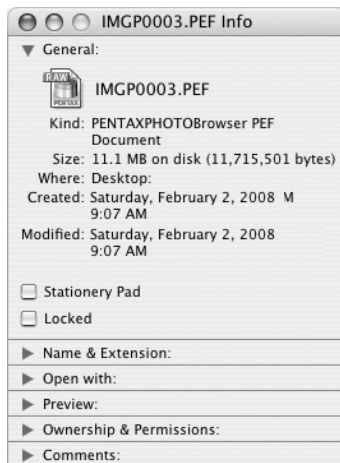 IMGP0003.PEF Info
General:
RAW
PENTAX
IMGP0003.PEF
Kind: PENTAXPHOTOBrowser PEF
Document
Size: 11.1 MB on disk (11,715,501 bytes)
Where: Desktop:
Created: Saturday, February 2, 2008 M
9:07 AM
Modified: Saturday, February 2, 2008
9:07 AM
Stationery Pad
Locked
Name & Extension:
Open with:
Preview:
Ownership & Permissions:
Comments: